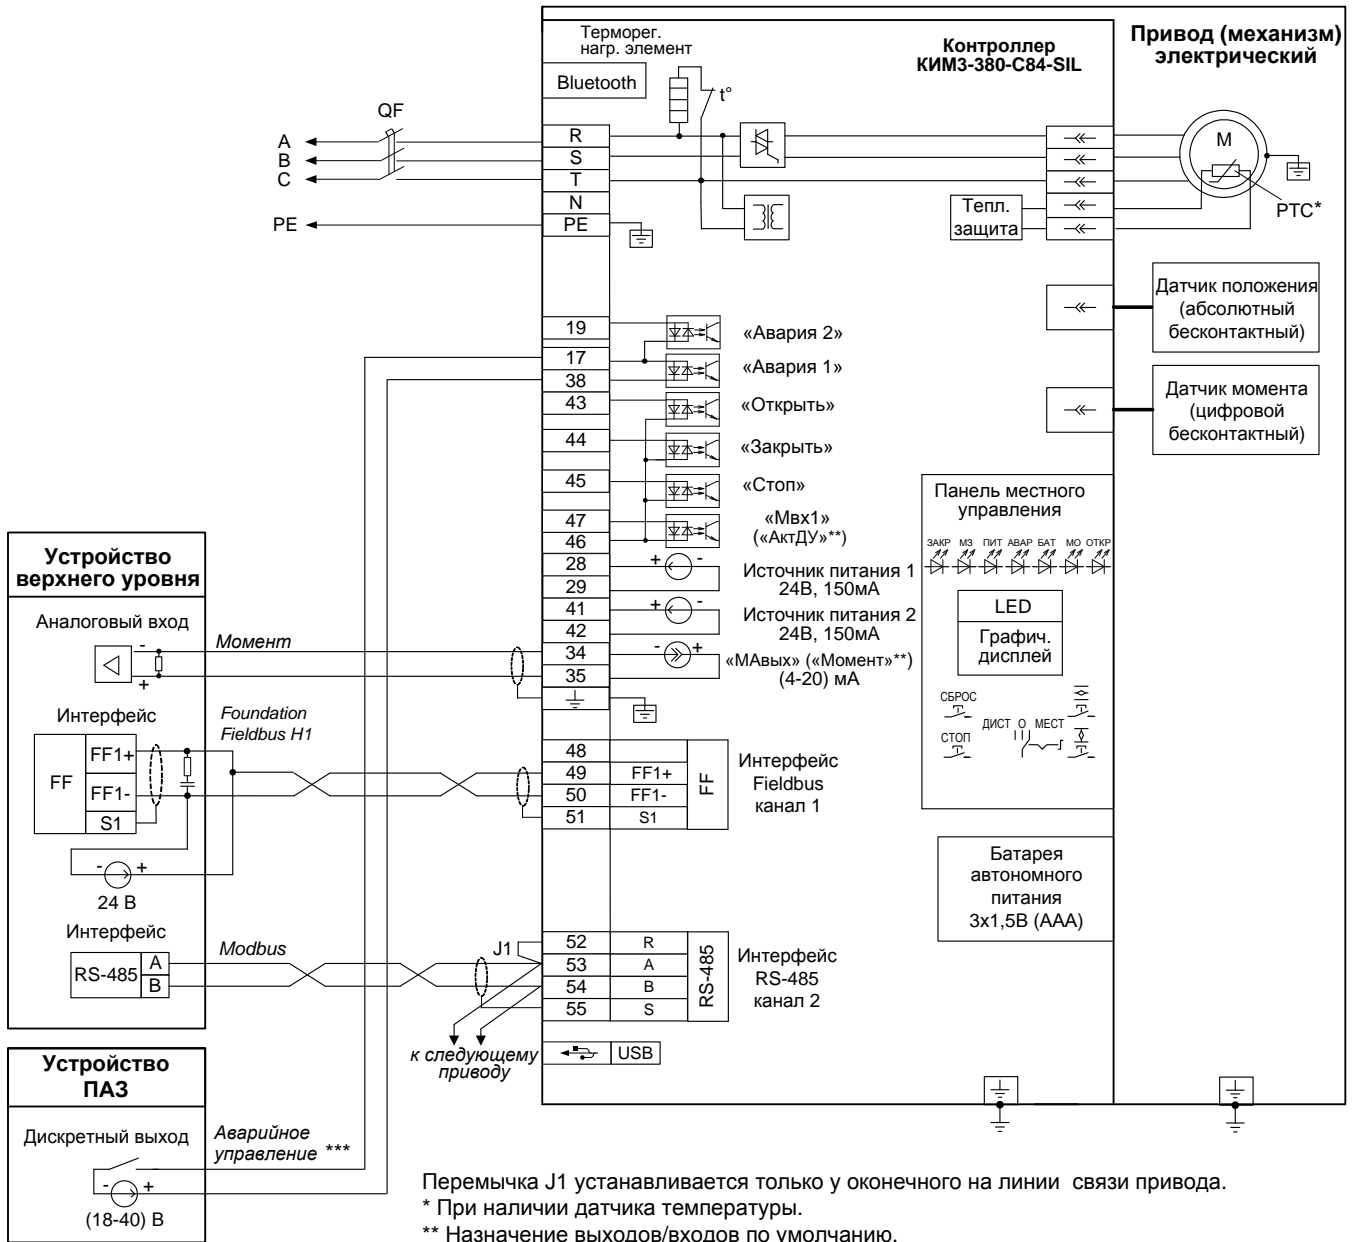 Терморег.
нагр. элемент
Bluetooth
t°
Контроллер
КИМ3-380-С84-SIL
Привод (механизм)
электрический
QF
A
B
C
PE
R
S
T
N
PE
Тепл.
защита
M
PTC*
Датчик положения
(абсолютный
бесконтактный)
Датчик момента
(цифровой
бесконтактный)
19
17
38
43
44
45
47
46
28
29
41
42
34
35
«Авария 2»
«Авария 1»
«Открыть»
«Закрыть»
«Стоп»
«Мвх1»
(«АктДУ»**)
+ -
Источник питания 1
24В, 150мА
+ -
Источник питания 2
24В, 150мА
- +
«МАвых» («Момент»**)
(4-20) мА
Панель местного
управления
ЗАКР МЗ ПИТ АВАР БАТ МО ОТКР
LED
Графич.
дисплей
СБРОС
СТОП
ДИСТ О МЕСТ
Батарея
автономного
питания
3х1,5В (ААА)
Устройство
верхнего уровня
Аналоговый вход
-
+
Момент
Интерфейс
FF
FF1+
FF1-
S1
Foundation
Fieldbus H1
- +
24 В
Интерфейс
RS-485
A
B
Modbus
48
49 FF1+
50 FF1-
51 S1
FF
Интерфейс
Fieldbus
канал 1
J1
52 R
53 A
54 B
55 S
RS-485
Интерфейс
RS-485
канал 2
к следующему
приводу
USB
Устройство
ПАЗ
Дискретный выход
- +
(18-40) В
Аварийное
управление ***
Перемычка J1 устанавливается только у оконечного на линии связи привода.
* При наличии датчика температуры.
** Назначение выходов/входов по умолчанию.